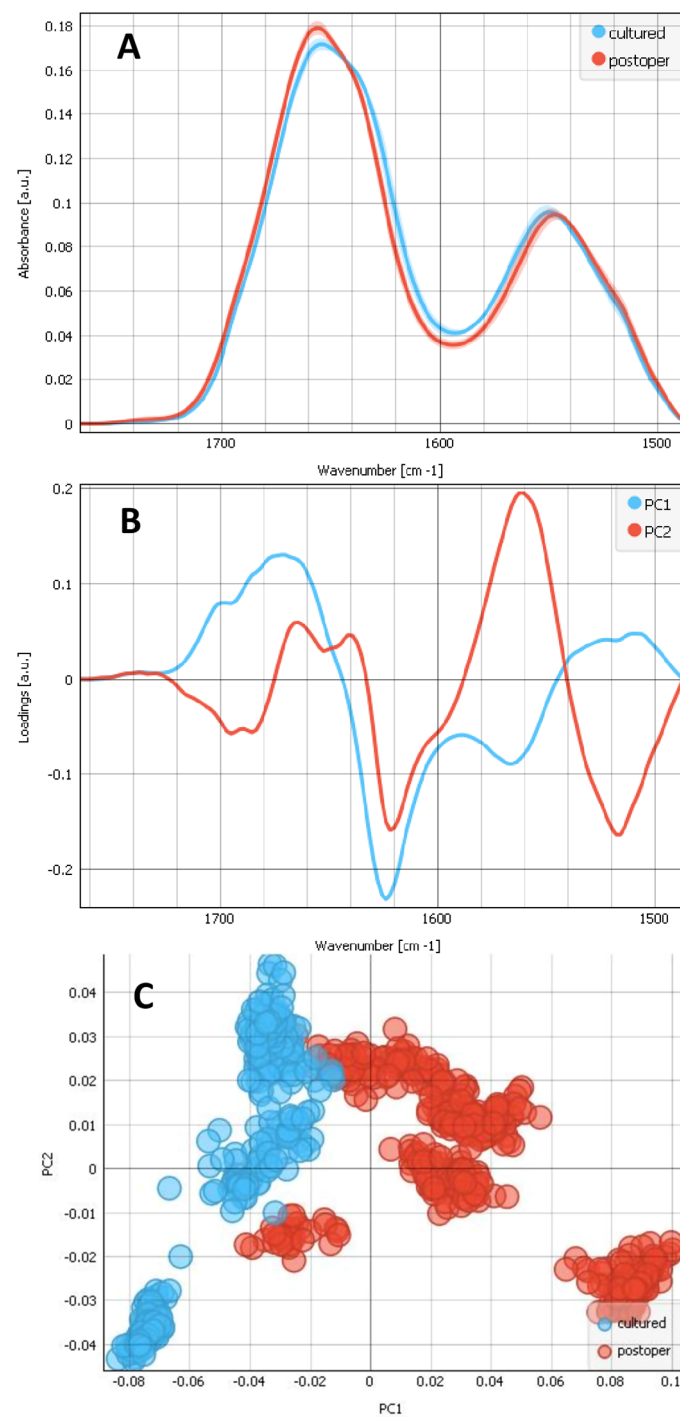 A
cultured
postoper
0.18
0.16
0.14
0.12
0.1
0.08
0.06
0.04
0.02
0
Absorbance [a.u.]
1700
1600
1500
Wavenumber [cm -1]
B
PC1
PC2
0.2
0.1
0
-0.1
-0.2
Loadings [a.u.]
1700
1600
1500
Wavenumber [cm -1]
C
0.04
0.03
0.02
0.01
0
-0.01
-0.02
-0.03
-0.04
PC2
cultured
postoper
-0.08
-0.06
-0.04
-0.02
0
0.02
0.04
0.06
0.08
0.1
PC1